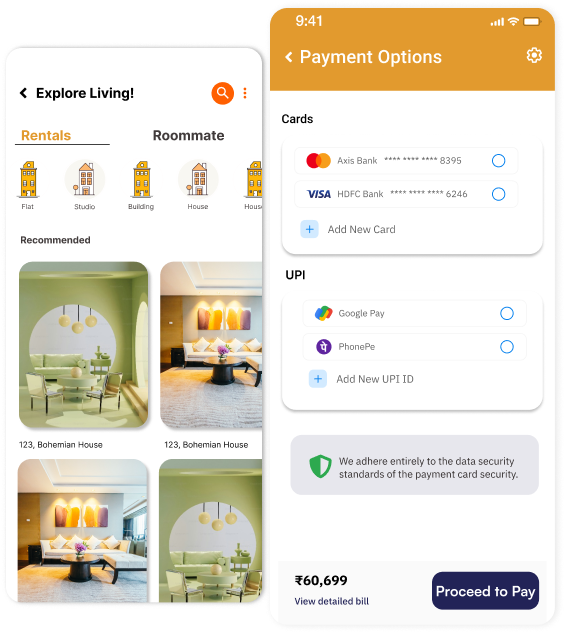 Explore Living!
Rentals
Roommate
Flat
Studio
Building
House
Hous
Recommended
123, Bohemian House
123, Bohemian House
9:41
Payment Options
Cards
Axis Bank **** **** **** 8395
VISA HDFC Bank **** **** **** 6246
+ Add New Card
UPI
Google Pay
पे PhonePe
+ Add New UPI ID
We adhere entirely to the data security
standards of the payment card security.
₹60,699
View detailed bill
Proceed to Pay